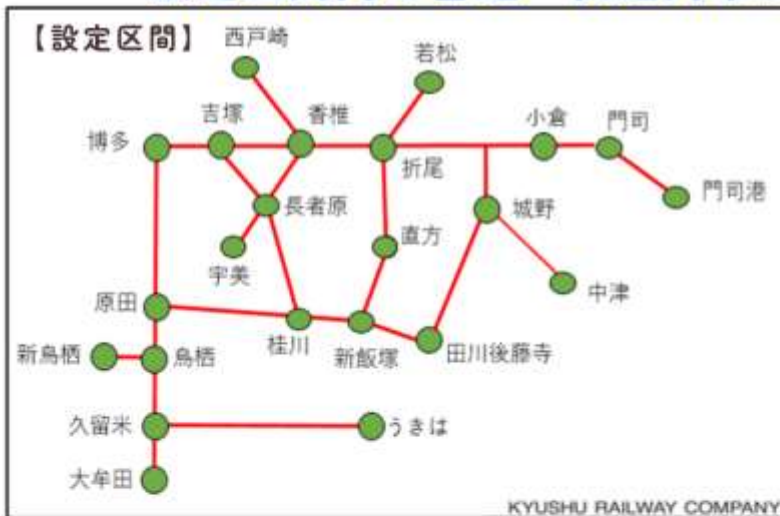 【設定区間】
西戸崎
若松
吉塚
香椎
小倉
門司
博多
折尾
門司港
長者原
城野
直方
宇美
中津
原田
桂川
新飯塚
田川後藤寺
新鳥栖
鳥栖
久留米
うきは
大牟田
KYUSHU RAILWAY COMPANY